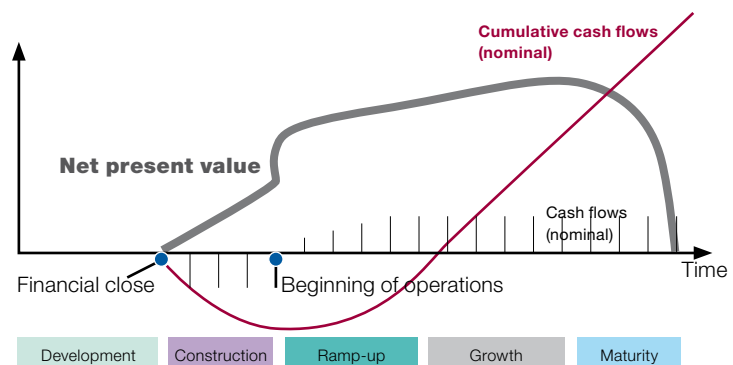 Cumulative cash flows
(nominal)
Net present value
Cash flows
(nominal)
Time
Financial close
Beginning of operations
Development
Construction
Ramp-up
Growth
Maturity